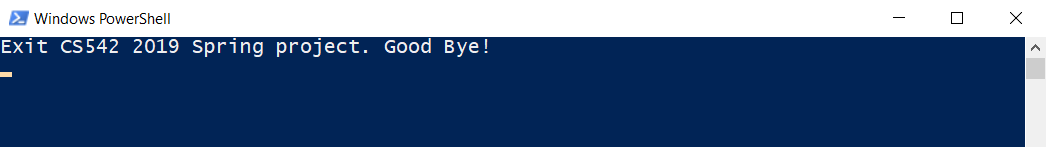 Windows PowerShell
Exit CS542 2019 Spring project. Good Bye!